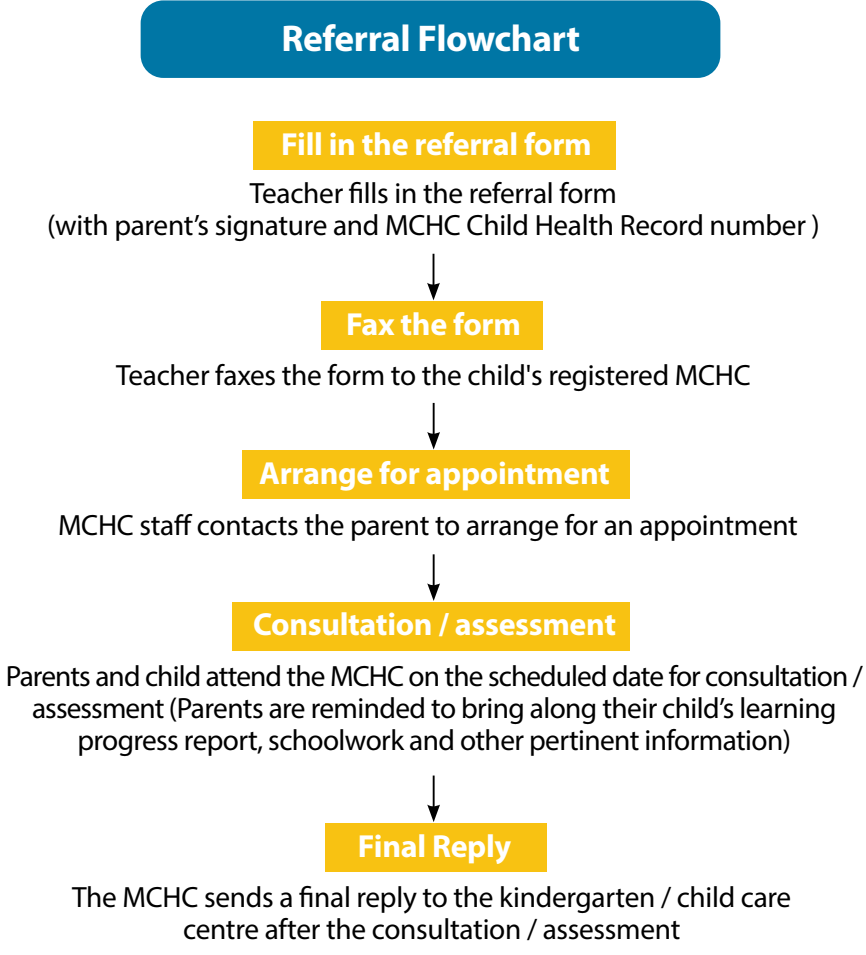 Referral Flowchart
Fill in the referral form
Teacher fills in the referral form
(with parent’s signature and MCHC Child Health Record number )
Fax the form
Teacher faxes the form to the child's registered MCHC
Arrange for appointment
MCHC staff contacts the parent to arrange for an appointment
Consultation / assessment
Parents and child attend the MCHC on the scheduled date for consultation /
assessment (Parents are reminded to bring along their child’s learning
progress report, schoolwork and other pertinent information)
Final Reply
The MCHC sends a final reply to the kindergarten / child care
centre after the consultation / assessment